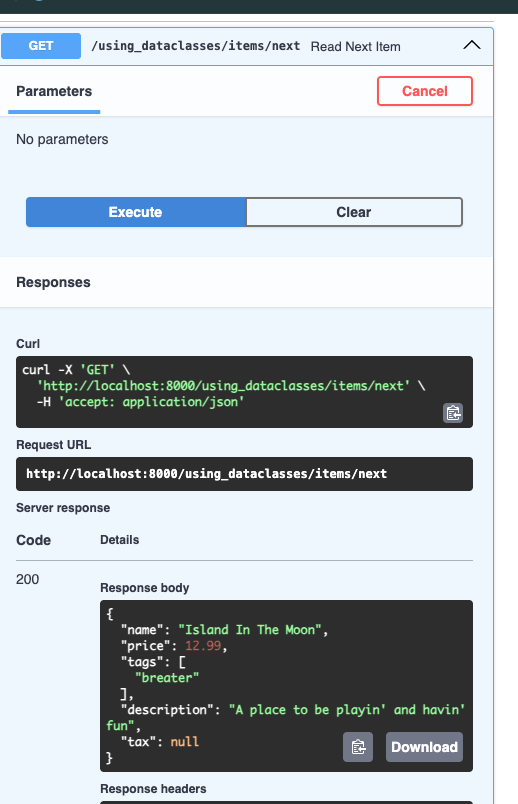 GET /using_dataclasses/items/next Read Next Item
Parameters
Cancel
No parameters
Execute
Clear
Responses
Curl
curl -X 'GET' \
'http://localhost:8000/using_dataclasses/items/next' \
-H 'accept: application/json'
Request URL
http://localhost:8000/using_dataclasses/items/next
Server response
Code Details
200
Response body
{
"name": "Island In The Moon",
"price": 12.99,
"tags": [
"breater"
],
"description": "A place to be playin' and havin'
fun",
"tax": null
}
Download
Response headers